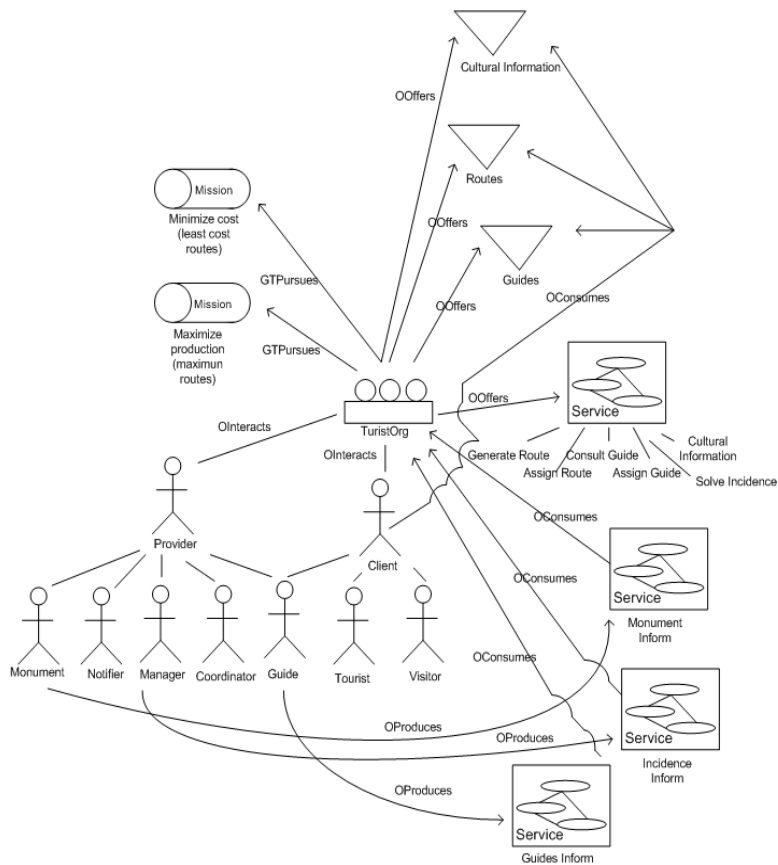 Cultural Information
OOffers
Routes
Mission
Minimize cost
(least cost
routes)
OOffers
Guides
GTPursues
Mission
OOffers
OConsumes
Maximize
production
(maximun
routes)
GTPursues
OOffers
Service
TuristOrg
OInteracts
OInteracts
Generate Route
Consult Guide
Cultural
Information
Assign Route
Assign Guide
Solve Incidence
OConsumes
Provider
Client
OConsumes
Service
Monument
Inform
OConsumes
Monument
Notifier
Manager
Coordinator
Guide
Tourist
Visitor
OProduces
OProduces
Service
Incidence
Inform
OProduces
Service
Guides Inform